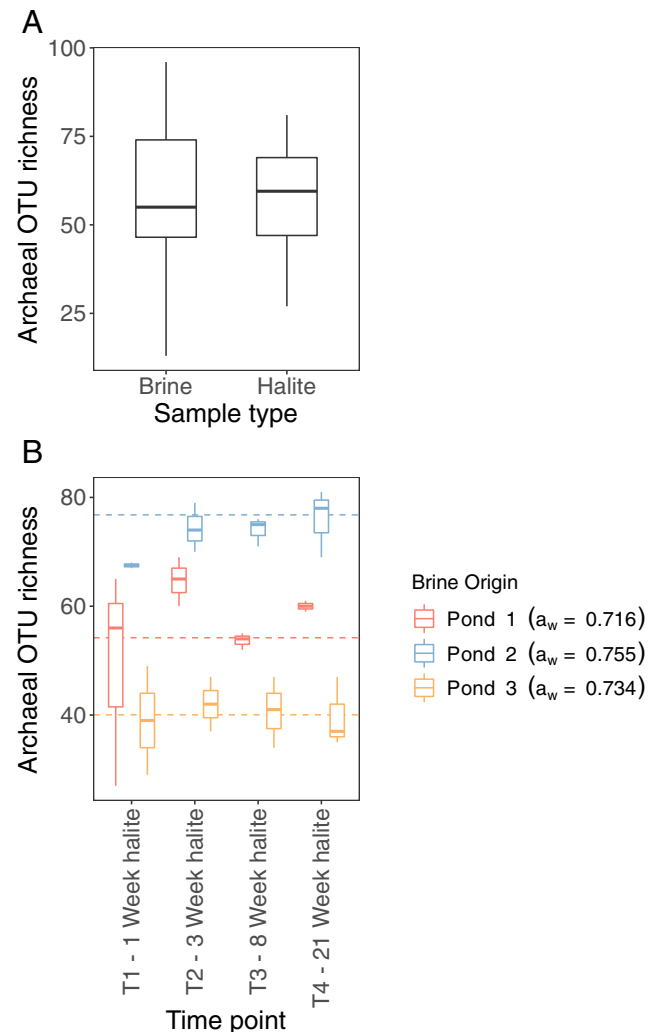 A
Archaeal OTU richness
100
75
50
25
Brine
Halite
Sample type
B
Archaeal OTU richness
80
60
40
T1 - 1 Week halite
T2 - 3 Week halite
T3 - 8 Week halite
T4 - 21 Week halite
Time point
Brine Origin
Pond 1 (aw = 0.716)
Pond 2 (aw = 0.755)
Pond 3 (aw = 0.734)